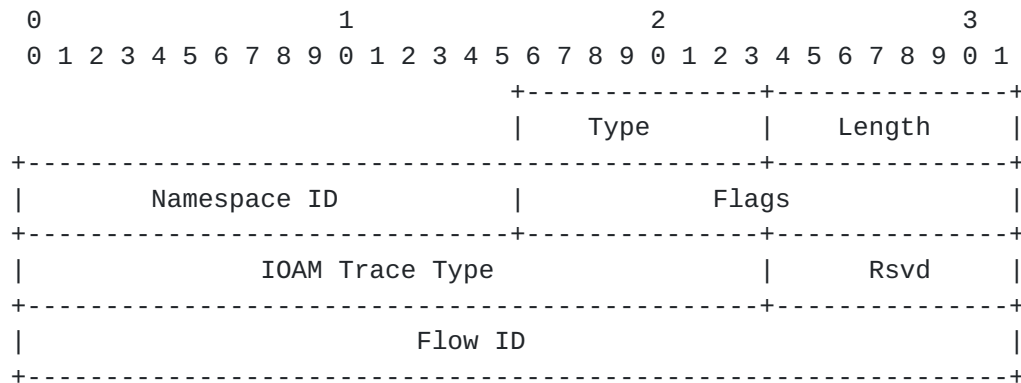 0                   1                   2                   3
0 1 2 3 4 5 6 7 8 9 0 1 2 3 4 5 6 7 8 9 0 1 2 3 4 5 6 7 8 9 0 1
+---------------+---------------+
| Type | Length |
+-----------------------------------------------+---------------+
| Namespace ID | Flags |
+-------------------------------+---------------+---------------+
| IOAM Trace Type | Rsvd |
+-----------------------------------------------+---------------+
| Flow ID |
+---------------------------------------------------------------+